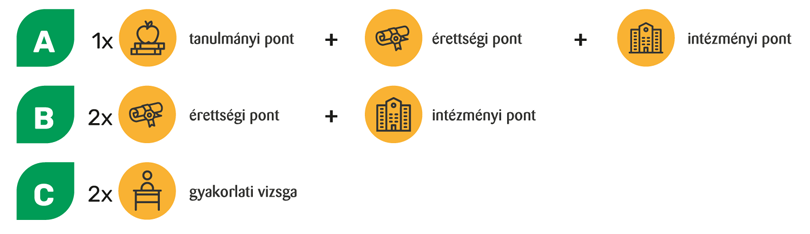 A 1x tanulmányi pont + érettségi pont + intézményi pont
B 2x érettségi pont + intézményi pont
C 2x gyakorlati vizsga